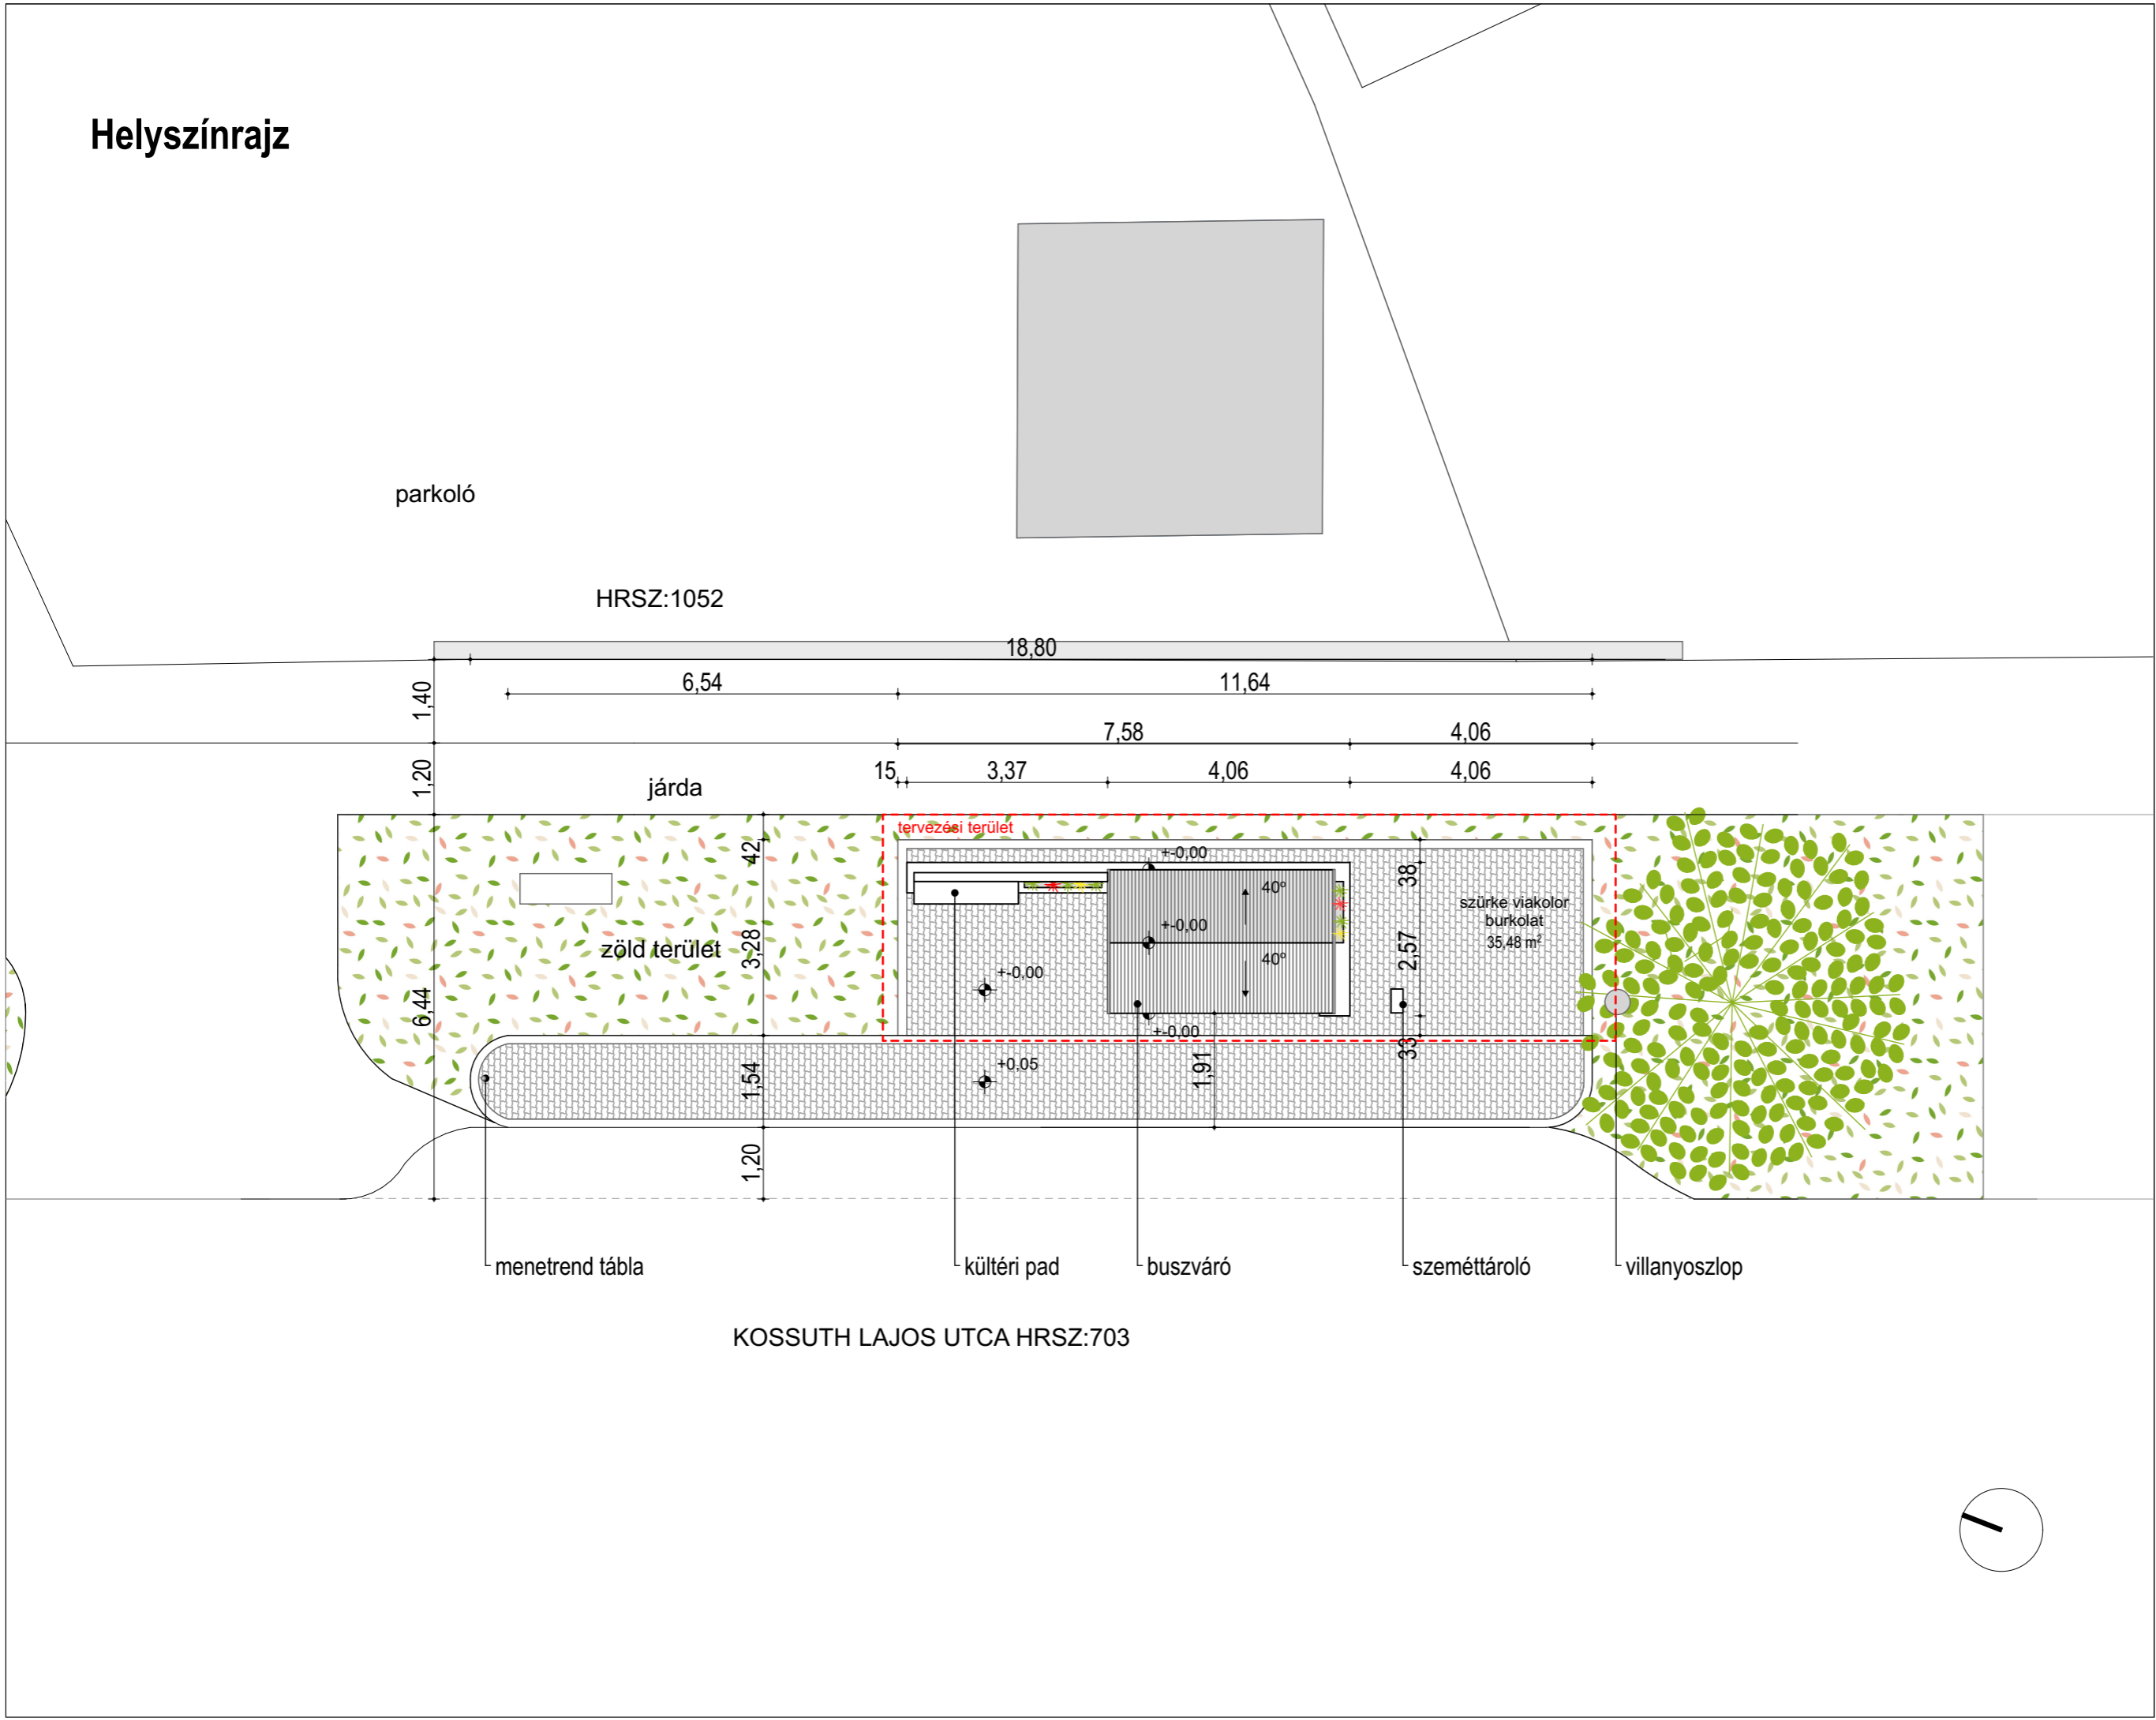 Helyszínrajz
parkoló
HRSZ:1052
18,80
6,54
11,64
1,40
7,58
4,06
1,20
15
3,37
4,06
4,06
járda
tervezési terület
42
+-0,00
38
40º
szürke viakolor
burkolat
35,48 m²
+-0,00
zöld terület
3,28
2,57
40º
+-0,00
6,44
+-0,00
33
+0,05
1,54
1,91
1,20
menetrend tábla
kültéri pad
buszváró
szeméttároló
villanyoszlop
KOSSUTH LAJOS UTCA HRSZ:703